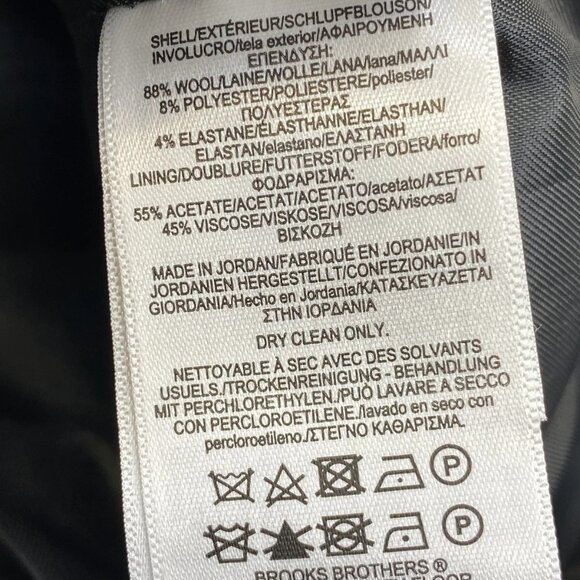 SHELL/EXTÉRIEUR/SCHLUPFBLOUSON/
INVOLUCRO/tela exterior/ΑΦΑΙΡΟΥΜΕΝΗ
ΕΠΕΝΔΥΣΗ:
88% WOOL/LAINE/WOLLE/LANA/lana/ΜΑΛΛΙ
8% POLYESTER/POLIESTERE/poliester/
ΠΟΛΥΕΣΤΕΡΑΣ
4% ELASTANE/ÉLASTHANNE/ELASTHAN/
ELASTAN/elastano/ΕΛΑΣΤΑΝΗ
LINING/DOUBLURE/FUTTERSTOFF/FODERA/forro/
ΦΟΔΡΑΡΙΣΜΑ:
55% ACETATE/ACETAT/ACETATO/acetato/ΑΣΕΤΑΤ
45% VISCOSE/VISKOSE/VISCOSA/viscosa/
ΒΙΣΚΟΖΗ
MADE IN JORDAN/FABRIQUÉ EN JORDANIE/IN
JORDANIEN HERGESTELLT/CONFEZIONATO IN
GIORDANIA/Hecho en Jordania/ΚΑΤΑΣΚΕΥΑΖΕΤΑΙ
ΣΤΗΝ ΙΟΡΔΑΝΙΑ
DRY CLEAN ONLY.
NETTOYABLE À SEC AVEC DES SOLVANTS
USUELS./TROCKENREINIGUNG - BEHANDLUNG
MIT PERCHLORETHYLEN./PUÒ LAVARE A SECCO
CON PERCLOROETILENE./lavado en seco con
percloroetileno./ΣΤΕΓΝΟ ΚΑΘΑΡΙΣΜΑ.
P
P
BROOKS BROTHERS ®